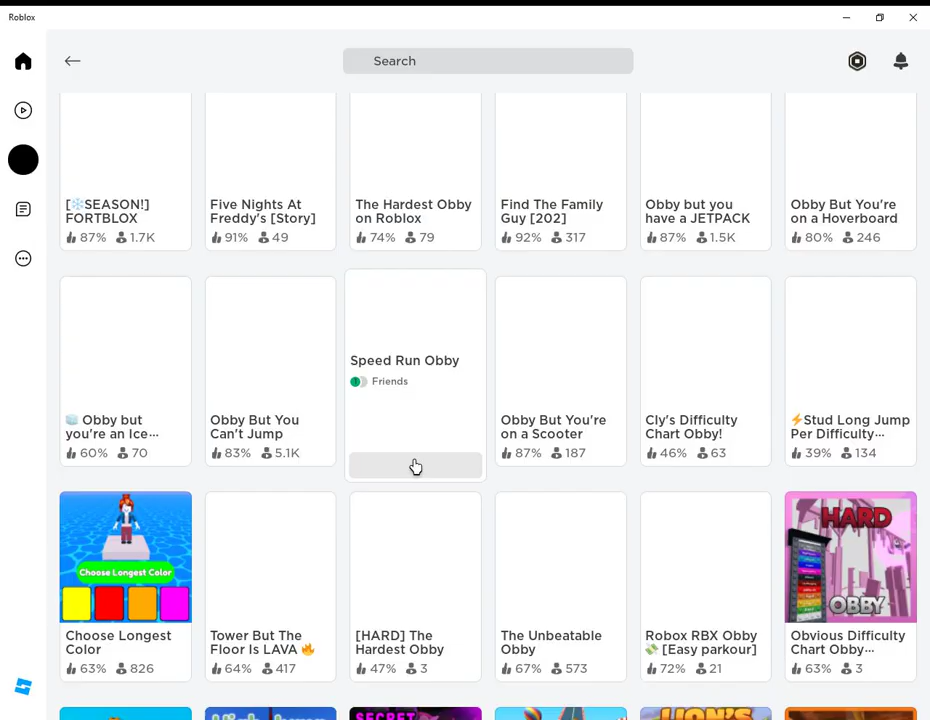 Roblox
Search
[❄️SEASON!]
FORTBLOX
87% 1.7K
Five Nights At
Freddy's [Story]
91% 49
The Hardest Obby
on Roblox
74% 79
Find The Family
Guy [202]
92% 317
Obby but you
have a JETPACK
87% 1.5K
Obby But You're
on a Hoverboard
80% 246
🧊 Obby but
you're an Ice...
60% 70
Obby But You
Can't Jump
83% 5.1K
Speed Run Obby
Friends
Obby But You're
on a Scooter
87% 187
Cly's Difficulty
Chart Obby!
46% 63
⚡Stud Long Jump
Per Difficulty...
39% 134
Choose Longest Color
Choose Longest
Color
63% 826
Tower But The
Floor Is LAVA 🔥
64% 417
[HARD] The
Hardest Obby
47% 3
The Unbeatable
Obby
67% 573
Robox RBX Obby
💸 [Easy parkour]
72% 21
HARD
OBBY
Obvious Difficulty
Chart Obby...
63% 3
SECRET
LION'S